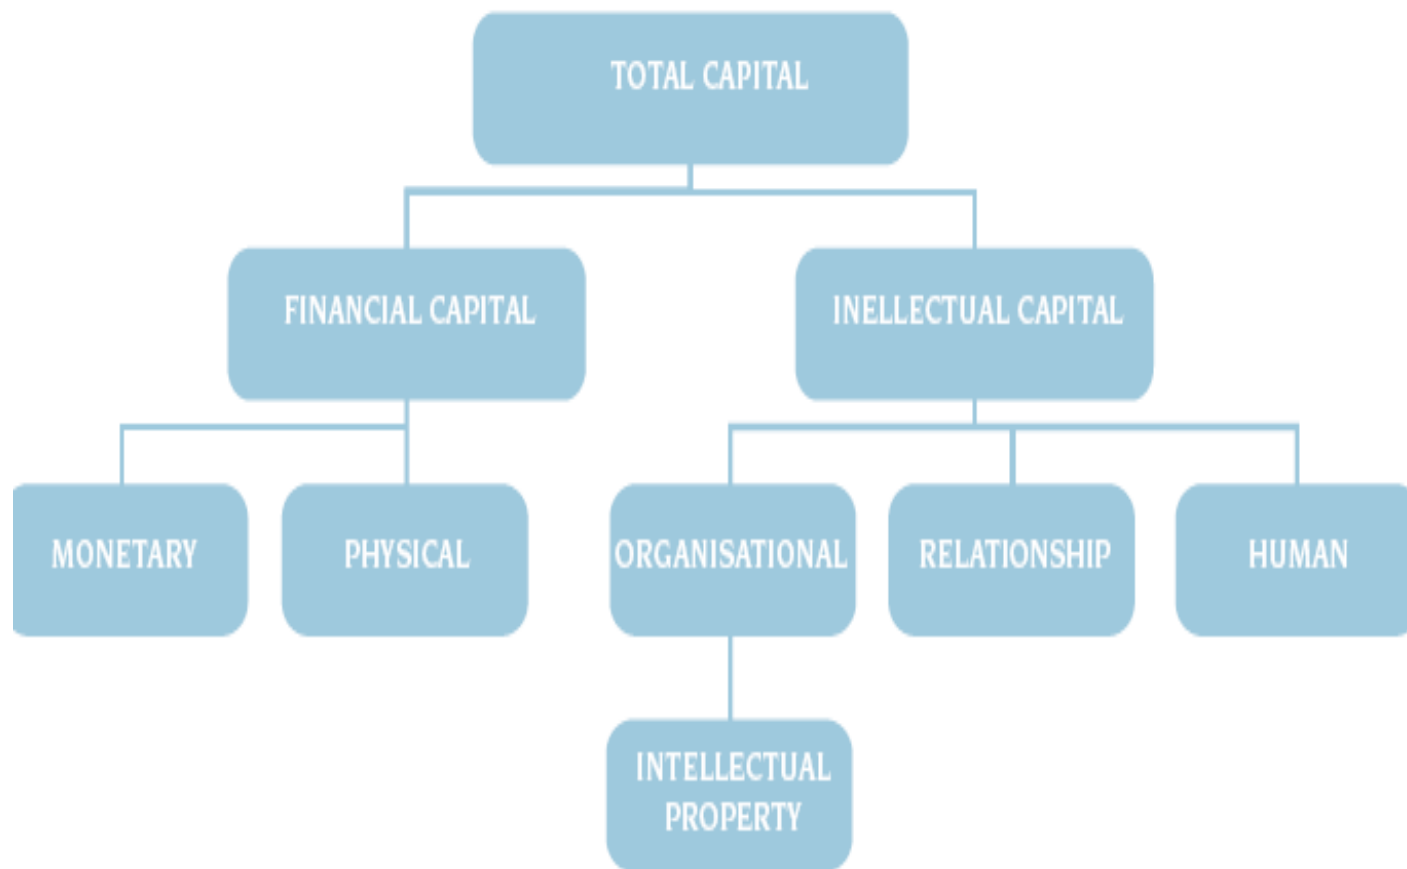 TOTAL CAPITAL
FINANCIAL CAPITAL
INELLECTUAL CAPITAL
MONETARY
PHYSICAL
ORGANISATIONAL
RELATIONSHIP
HUMAN
INTELLECTUAL
PROPERTY